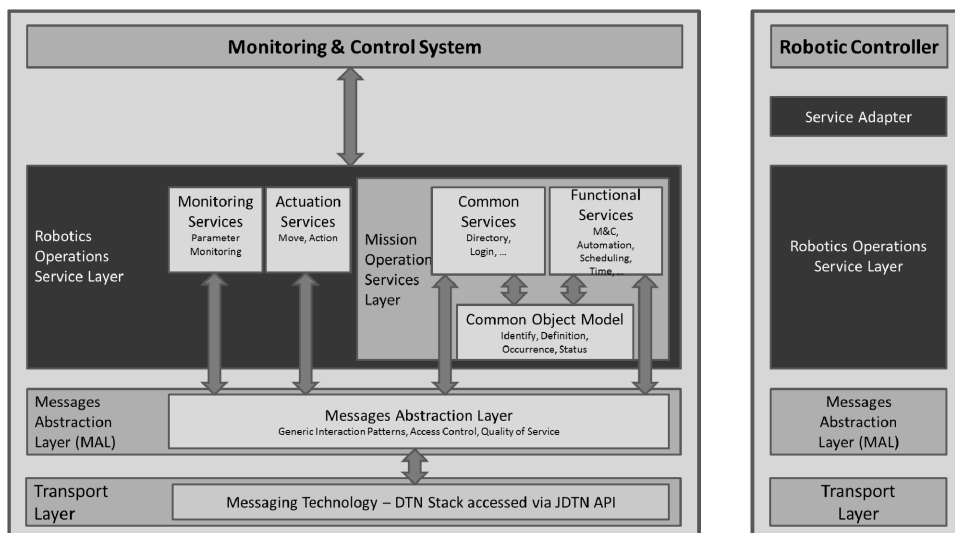 Monitoring & Control System
Robotics
Operations
Service Layer
Monitoring
Services
Parameter
Monitoring
Actuation
Services
Move, Action
Mission
Operation
Services
Layer
Common
Services
Directory,
Login, ...
Functional
Services
M&C,
Automation,
Scheduling,
Time, ...
Common Object Model
Identify, Definition,
Occurrence, Status
Messages
Abstraction
Layer (MAL)
Messages Abstraction Layer
Generic Interaction Patterns, Access Control, Quality of Service
Transport
Layer
Messaging Technology – DTN Stack accessed via JDTN API
Robotic Controller
Service Adapter
Robotics Operations
Service Layer
Messages
Abstraction
Layer (MAL)
Transport
Layer